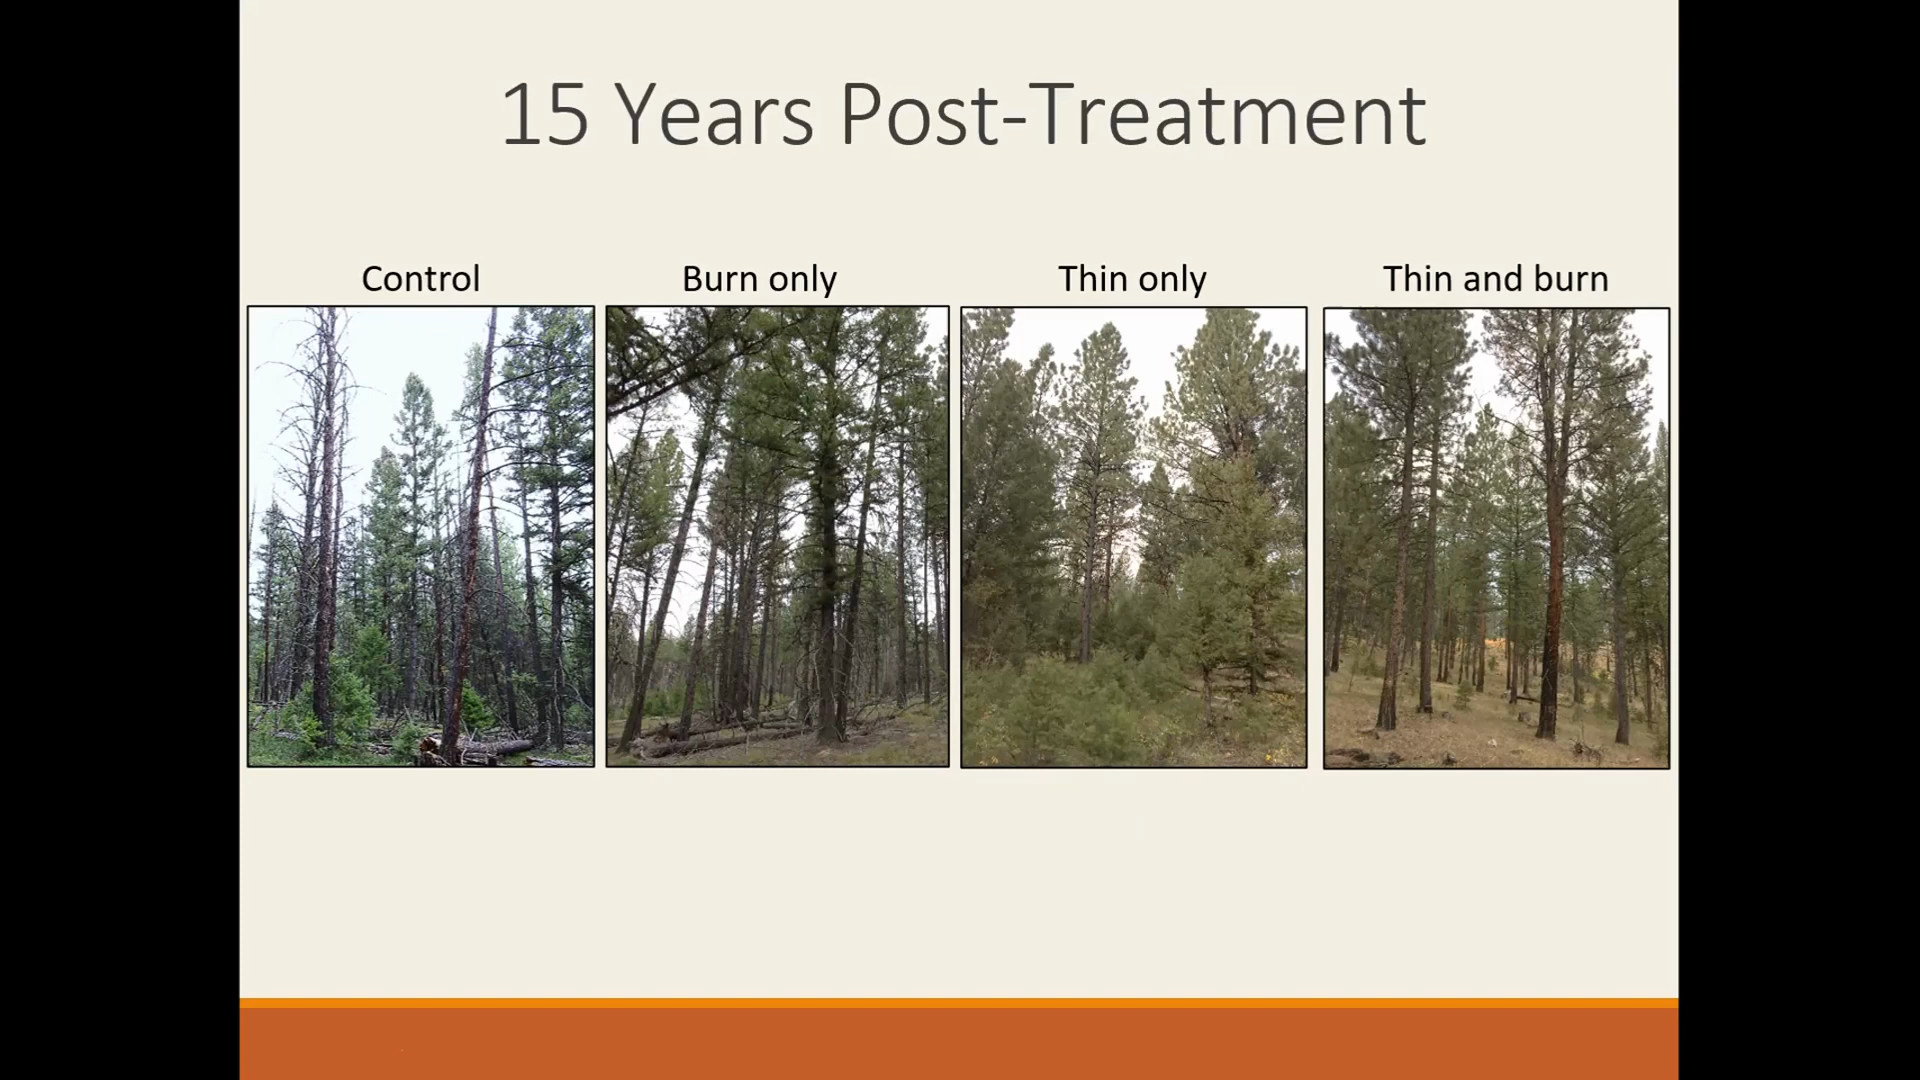 15 Years Post-Treatment
Control
Burn only
Thin only
Thin and burn